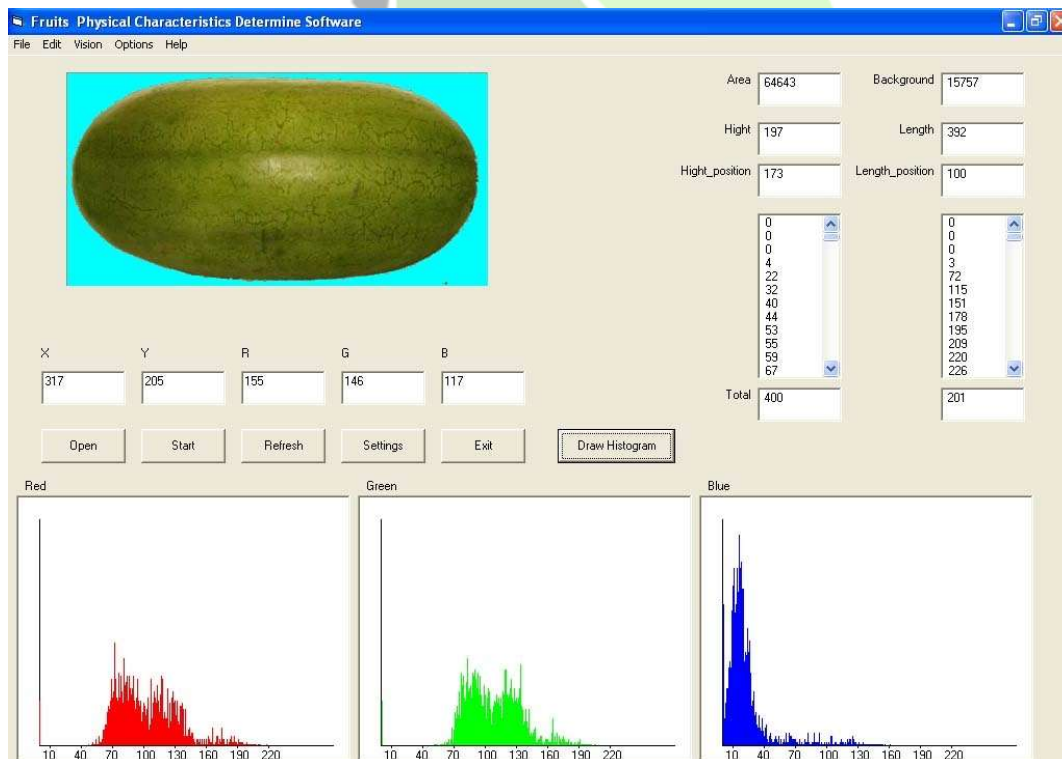 Fruits Physical Characteristics Determine Software
File Edit Vision Options Help
Area 64643 Background 15757
Hight 197 Length 392
Hight_position 173 Length_position 100
0 0
0 0
0 0
4 3
22 72
32 115
40 151
44 178
53 195
55 209
59 220
67 226
X Y R G B
317 205 155 146 117
Total 400 201
Open Start Refresh Settings Exit Draw Histogram
Red Green Blue
10 40 70 100 130 160 190 220 10 40 70 100 130 160 190 220 10 40 70 100 130 160 190 220